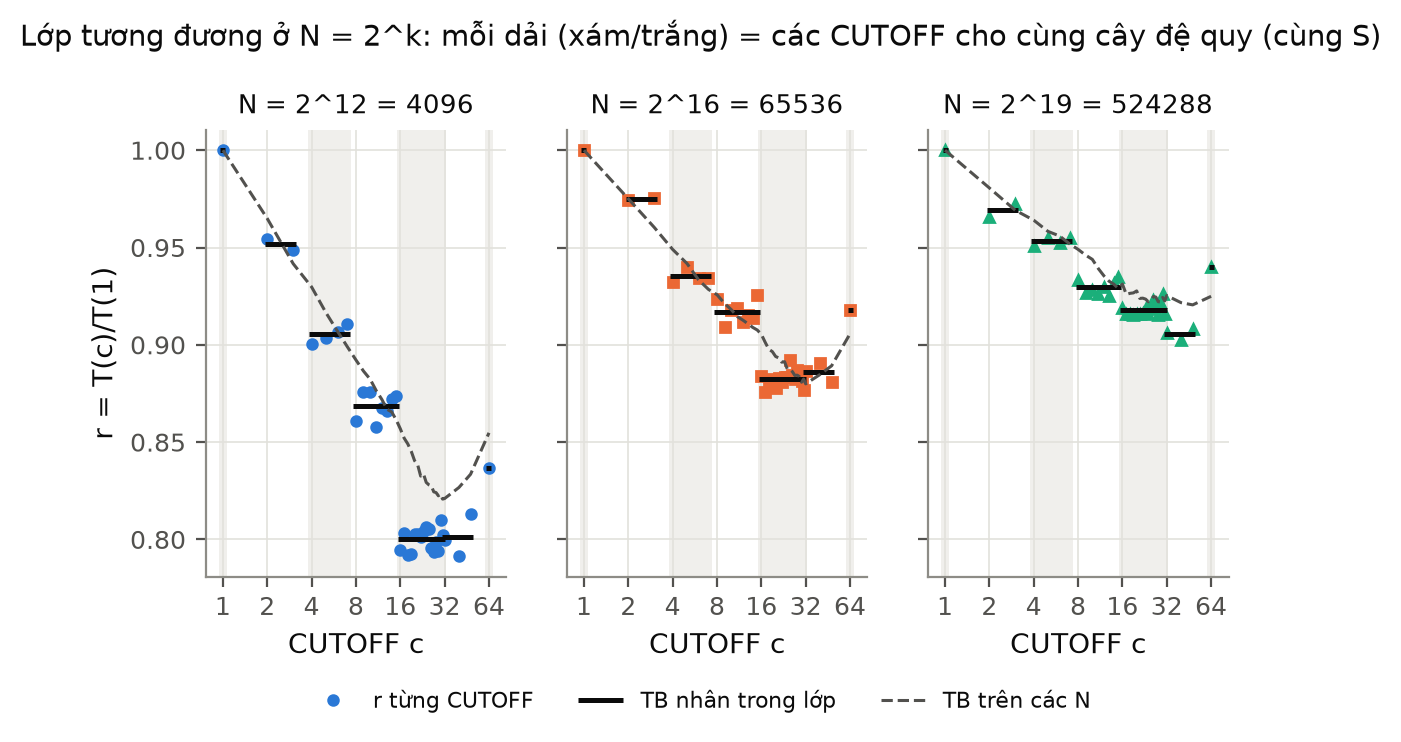 Lớp tương đương ở N = 2^k: mỗi dải (xám/trắng) = các CUTOFF cho cùng cây đệ quy (cùng S)
N = 2^12 = 4096
N = 2^16 = 65536
N = 2^19 = 524288
r = T(c)/T(1)
1.00
0.95
0.90
0.85
0.80
1 2 4 8 16 32 64
1 2 4 8 16 32 64
1 2 4 8 16 32 64
CUTOFF c
CUTOFF c
CUTOFF c
r từng CUTOFF
TB nhân trong lớp
TB trên các N